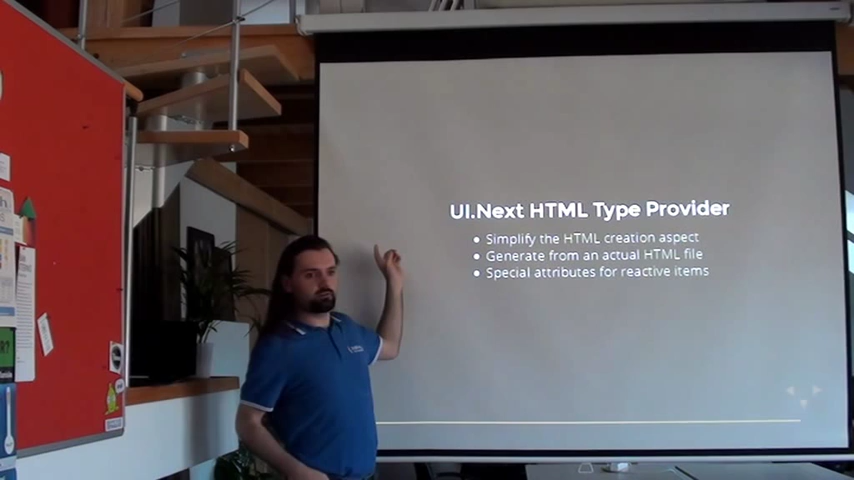 UI.Next HTML Type Provider
Simplify the HTML creation aspect
Generate from an actual HTML file
Special attributes for reactive items